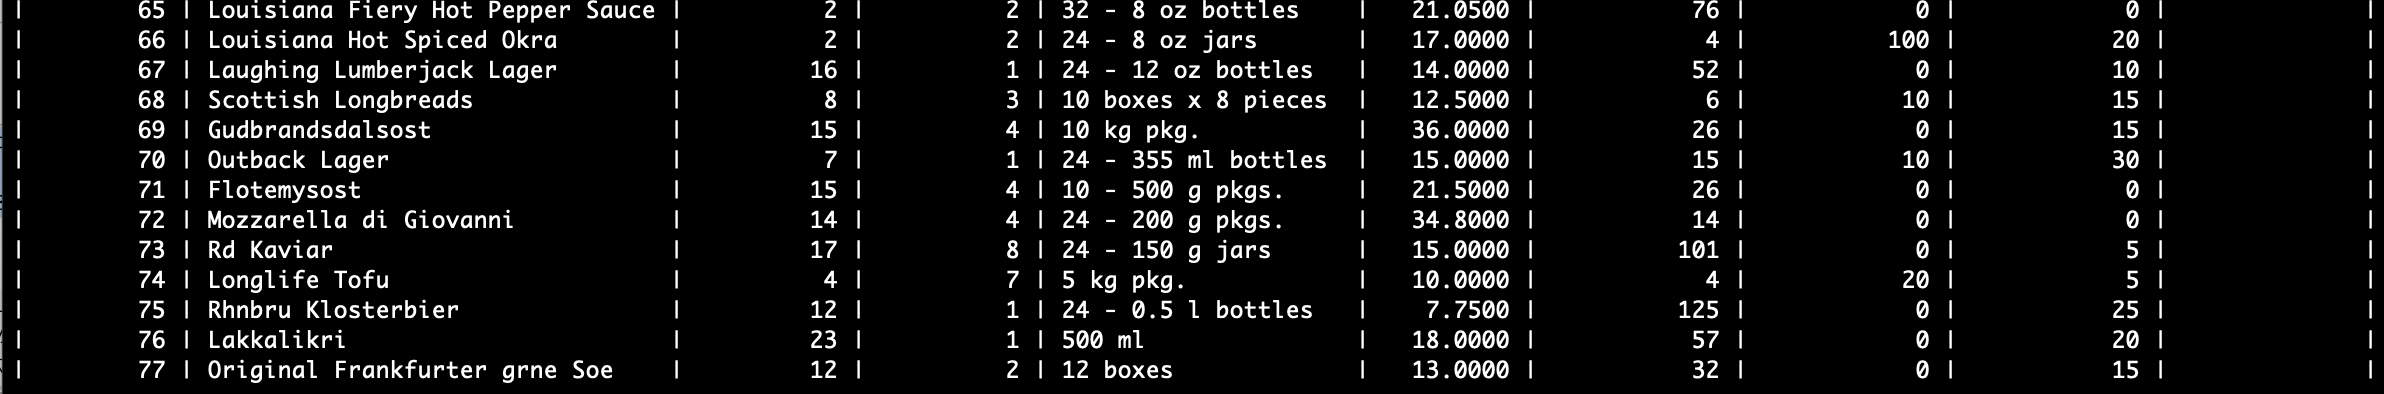 | 65 | Louisiana Fiery Hot Pepper Sauce | 2 | 2 | 32 - 8 oz bottles | 21.0500 | 76 | 0 | 0 | |
| 66 | Louisiana Hot Spiced Okra | 2 | 2 | 24 - 8 oz jars | 17.0000 | 4 | 100 | 20 | |
| 67 | Laughing Lumberjack Lager | 16 | 1 | 24 - 12 oz bottles | 14.0000 | 52 | 0 | 10 | |
| 68 | Scottish Longbreads | 8 | 3 | 10 boxes x 8 pieces | 12.5000 | 6 | 10 | 15 | |
| 69 | Gudbrandsdalsost | 15 | 4 | 10 kg pkg. | 36.0000 | 26 | 0 | 15 | |
| 70 | Outback Lager | 7 | 1 | 24 - 355 ml bottles | 15.0000 | 15 | 10 | 30 | |
| 71 | Flotemysost | 15 | 4 | 10 - 500 g pkgs. | 21.5000 | 26 | 0 | 0 | |
| 72 | Mozzarella di Giovanni | 14 | 4 | 24 - 200 g pkgs. | 34.8000 | 14 | 0 | 0 | |
| 73 | Rd Kaviar | 17 | 8 | 24 - 150 g jars | 15.0000 | 101 | 0 | 5 | |
| 74 | Longlife Tofu | 4 | 7 | 5 kg pkg. | 10.0000 | 4 | 20 | 5 | |
| 75 | Rhnbru Klosterbier | 12 | 1 | 24 - 0.5 l bottles | 7.7500 | 125 | 0 | 25 | |
| 76 | Lakkalikri | 23 | 1 | 500 ml | 18.0000 | 57 | 0 | 20 | |
| 77 | Original Frankfurter grne Soe | 12 | 2 | 12 boxes | 13.0000 | 32 | 0 | 15 | |